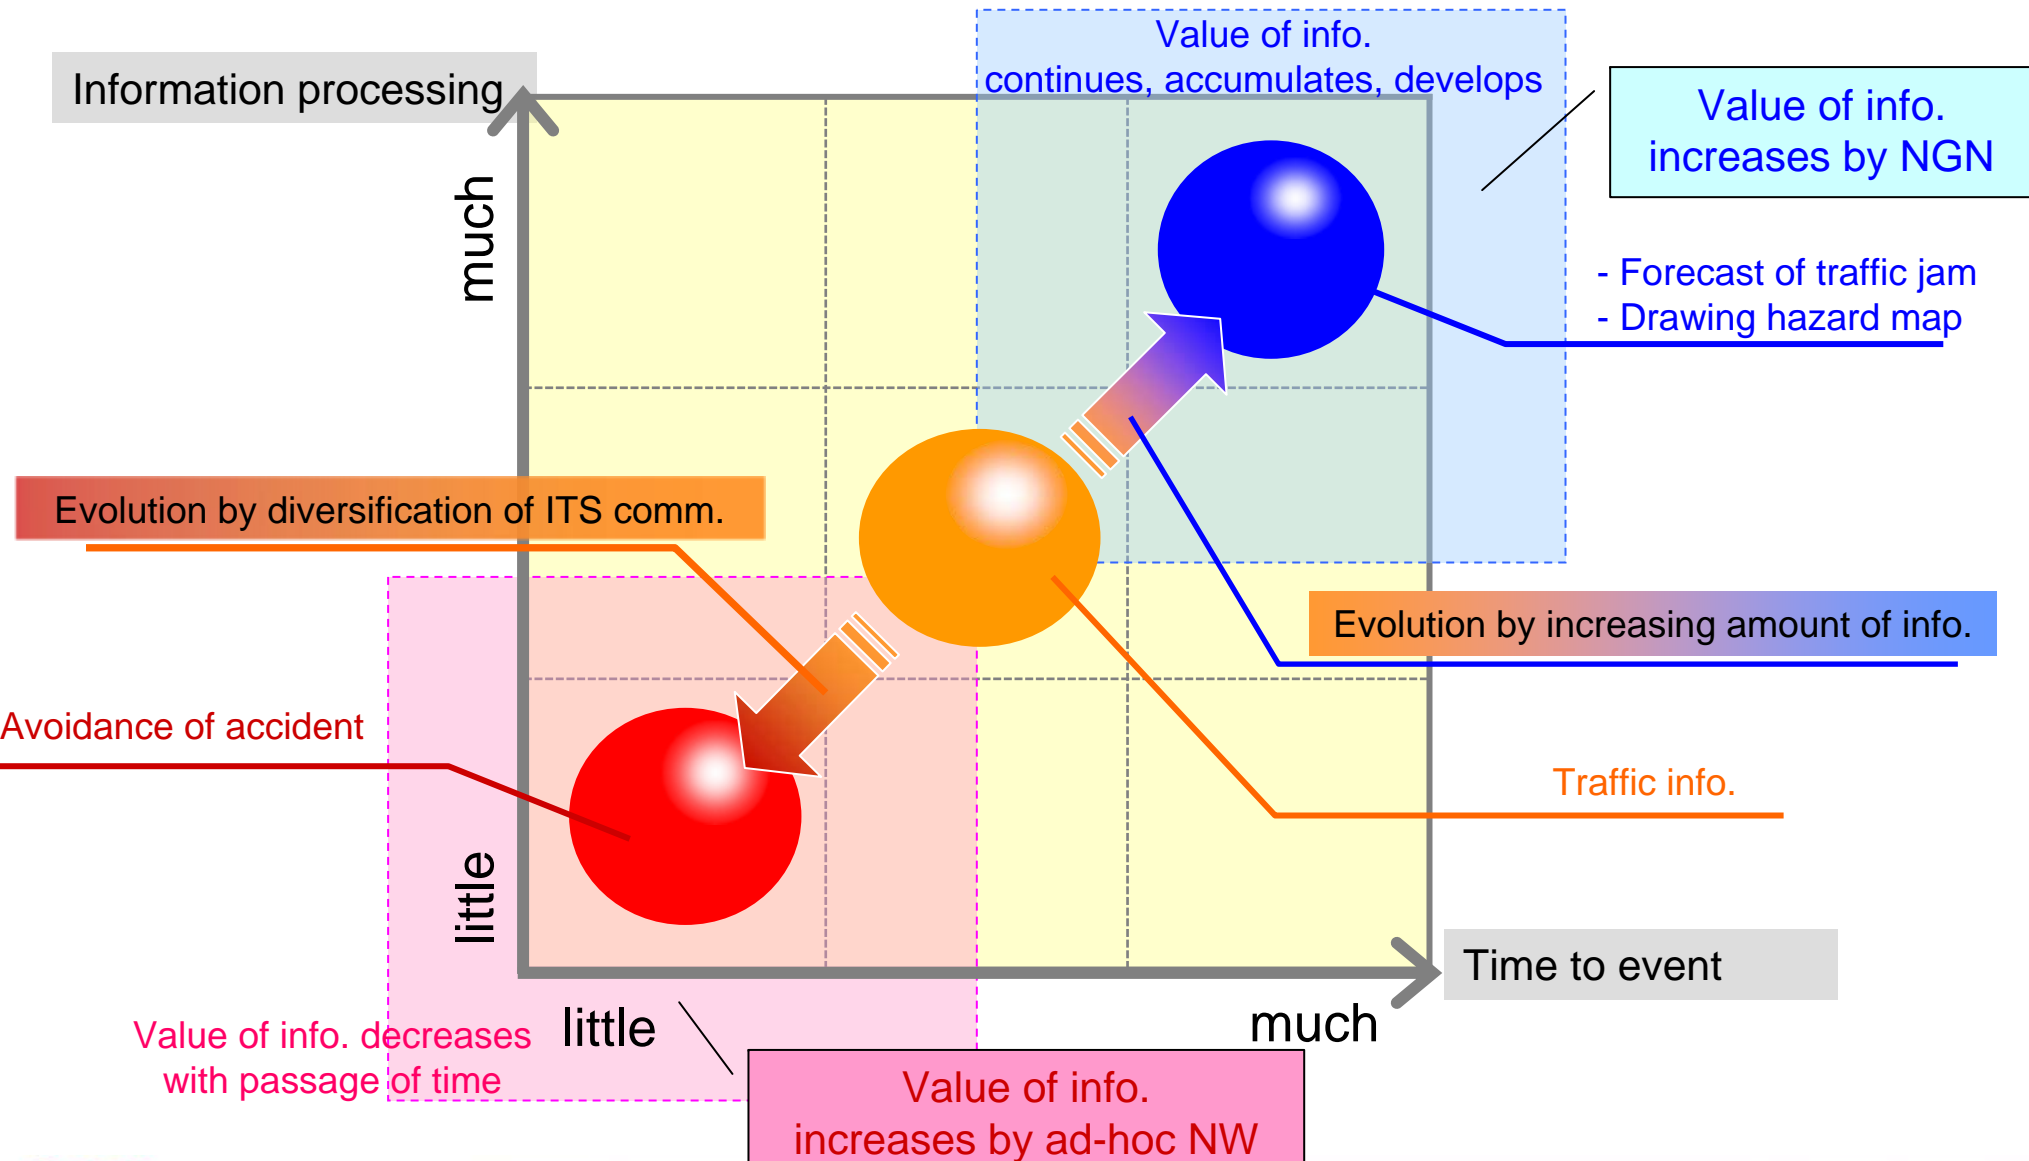 Value of info.
continues, accumulates, develops
Information processing
Value of info.
increases by NGN
much
- Forecast of traffic jam
- Drawing hazard map
Evolution by diversification of ITS comm.
Evolution by increasing amount of info.
Avoidance of accident
Traffic info.
little
Time to event
little
much
Value of info. decreases
with passage of time
Value of info.
increases by ad-hoc NW